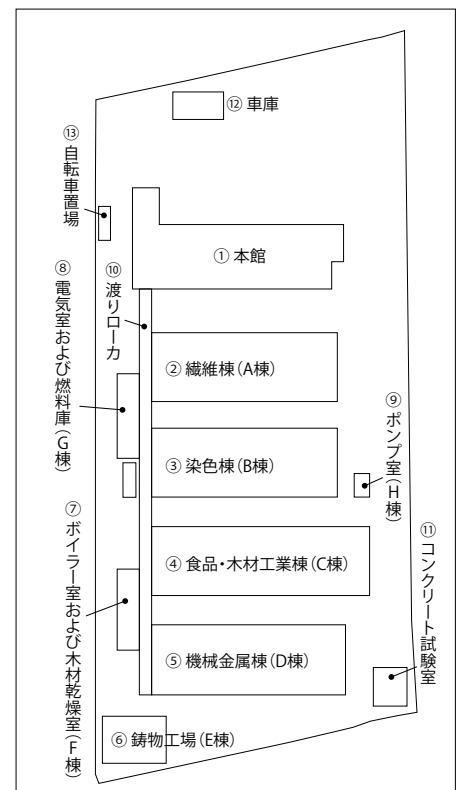 ⑫ 車庫
⑬ 自転車置場
① 本館
⑧ 電気室および燃料庫(G棟)
⑩ 渡りローカ
② 繊維棟(A棟)
⑨ ポンプ室(H棟)
③ 染色棟(B棟)
⑦ ボイラー室および木材乾燥室(F棟)
⑪ コンクリート試験室
④ 食品・木材工業棟(C棟)
⑤ 機械金属棟(D棟)
⑥ 鋳物工場(E棟)